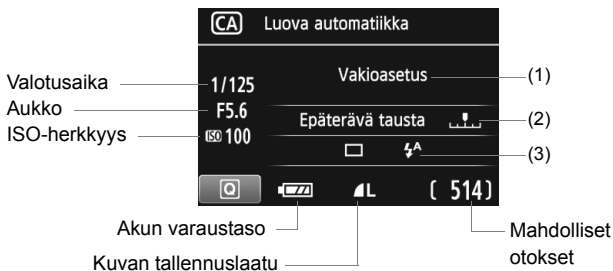 CA Luova automatiikka
Valotusaika 1/125 Vakioasetus (1)
Aukko F5.6
ISO-herkkyys ISO 100 Epäterävä tausta (2)
A (3)
Q L ( 514)
Akun varaustaso
Kuvan tallennuslaatu
Mahdolliset
otokset